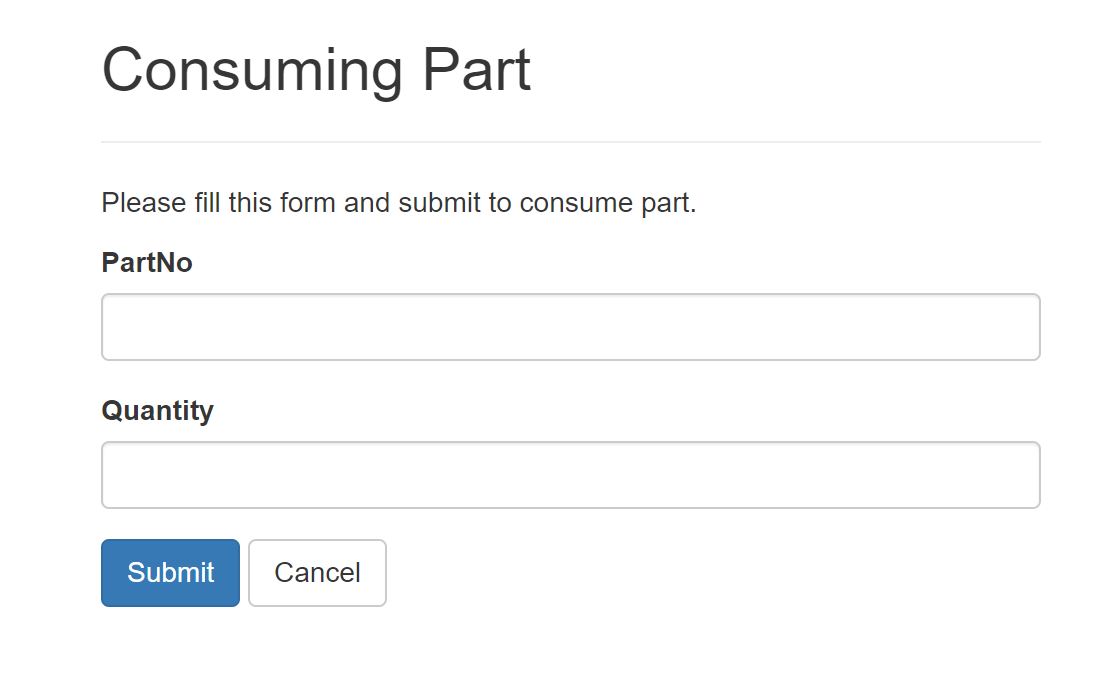 Consuming Part
Please fill this form and submit to consume part.
PartNo
Quantity
Submit Cancel